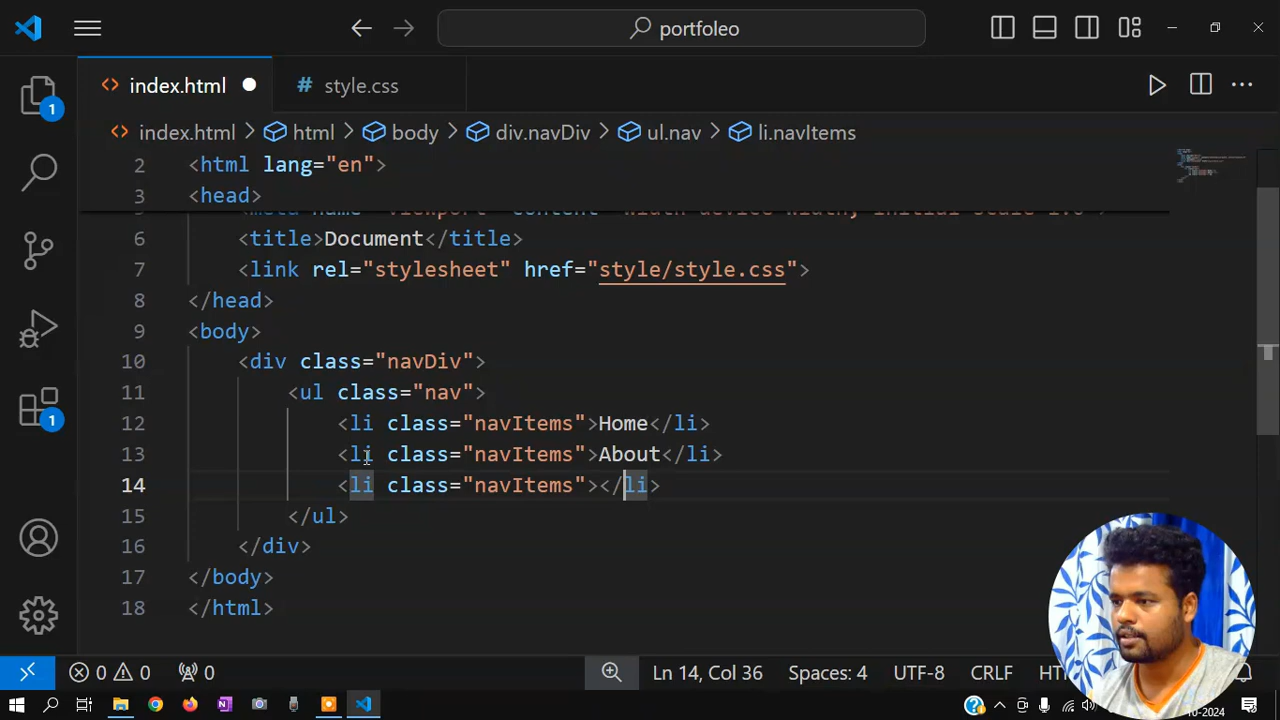 portfoleo
index.html
# style.css
index.html > html > body > div.navDiv > ul.nav > li.navItems
2 <html lang="en">
3 <head>
6 <title>Document</title>
7 <link rel="stylesheet" href="style/style.css">
8 </head>
9 <body>
10 <div class="navDiv">
11 <ul class="nav">
12 <li class="navItems">Home</li>
13 <li class="navItems">About</li>
14 <li class="navItems"></li>
15 </ul>
16 </div>
17 </body>
18 </html>
1
1
0 0 0 Ln 14, Col 36 Spaces: 4 UTF-8 CRLF